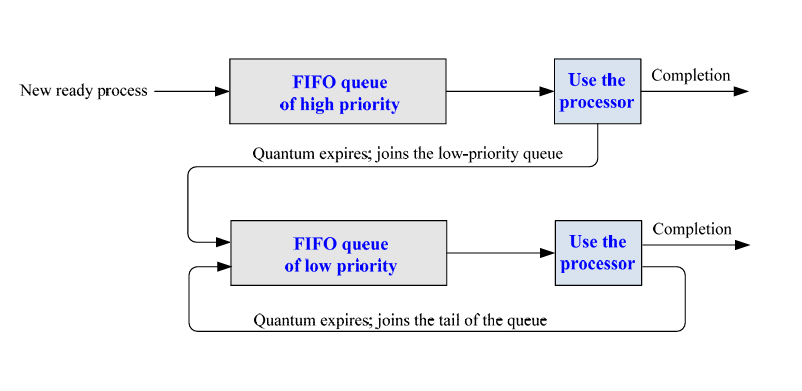 New ready process
FIFO queue
of high priority
Use the
processor
Completion
Quantum expires; joins the low-priority queue
FIFO queue
of low priority
Use the
processor
Completion
Quantum expires; joins the tail of the queue